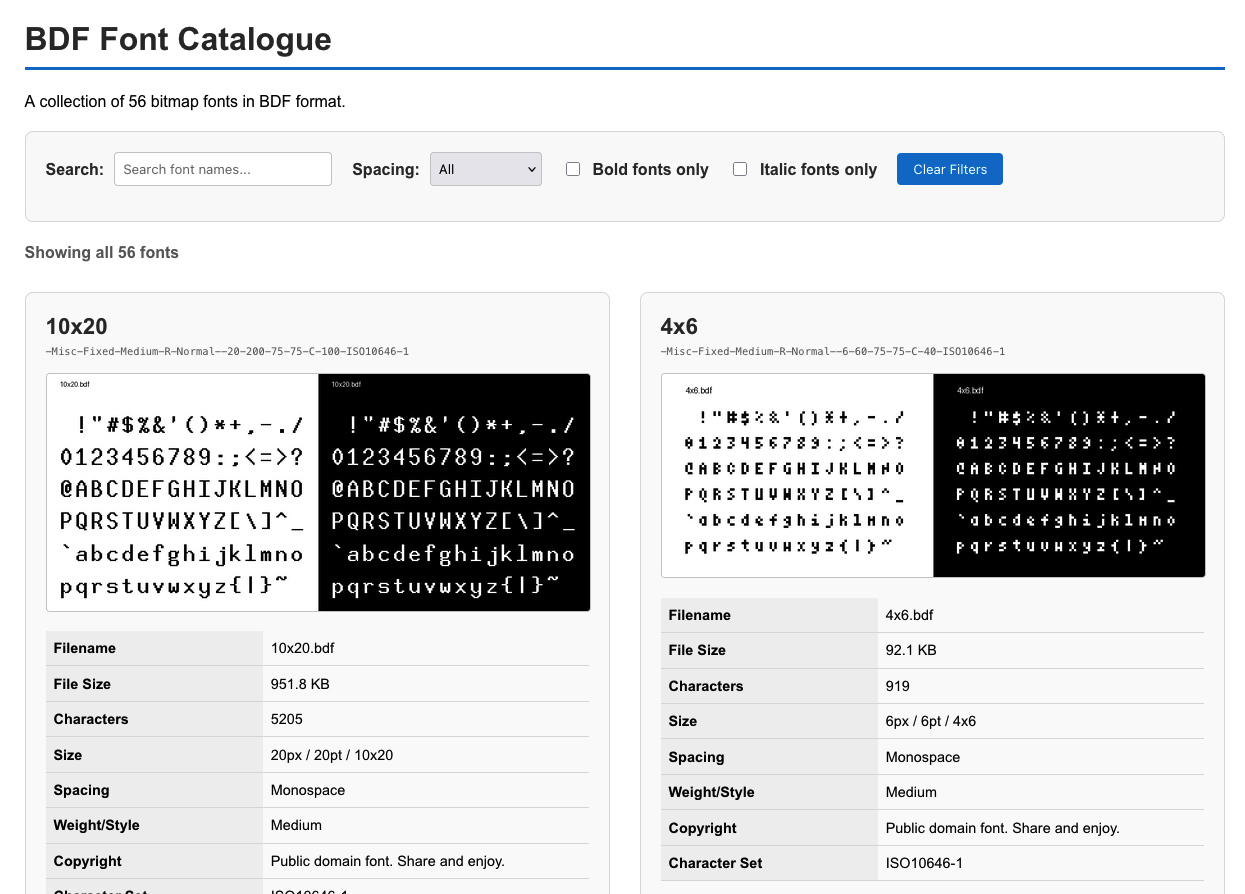 BDF Font Catalogue
A collection of 56 bitmap fonts in BDF format.
Search: Search font names... Spacing: All Bold fonts only Italic fonts only Clear Filters
Showing all 56 fonts
10x20
-Misc-Fixed-Medium-R-Normal--20-200-75-75-C-100-ISO10646-1
10x20.bdf 10x20.bdf
!"#$%&'()*+,-./ !"#$%&'()*+,-./
0123456789:;<=>? 0123456789:;<=>?
@ABCDEFGHIJKLMNO @ABCDEFGHIJKLMNO
PQRSTUVWXYZ[\]^_ PQRSTUVWXYZ[\]^_
`abcdefghijklmno `abcdefghijklmno
pqrstuvwxyz{|}~ pqrstuvwxyz{|}~
Filename 10x20.bdf
File Size 951.8 KB
Characters 5205
Size 20px / 20pt / 10x20
Spacing Monospace
Weight/Style Medium
Copyright Public domain font. Share and enjoy.
Character Set ISO10646-1
4x6
-Misc-Fixed-Medium-R-Normal--6-60-75-75-C-40-ISO10646-1
4x6.bdf 4x6.bdf
!"#$%&'()*+,-./ !"#$%&'()*+,-./
0123456789:;<=>? 0123456789:;<=>?
@ABCDEFGHIJKLMNO @ABCDEFGHIJKLMNO
PQRSTUVWXYZ[\]^_ PQRSTUVWXYZ[\]^_
`abcdefghijklmno `abcdefghijklmno
pqrstuvwxyz{|}~ pqrstuvwxyz{|}~
Filename 4x6.bdf
File Size 92.1 KB
Characters 919
Size 6px / 6pt / 4x6
Spacing Monospace
Weight/Style Medium
Copyright Public domain font. Share and enjoy.
Character Set ISO10646-1